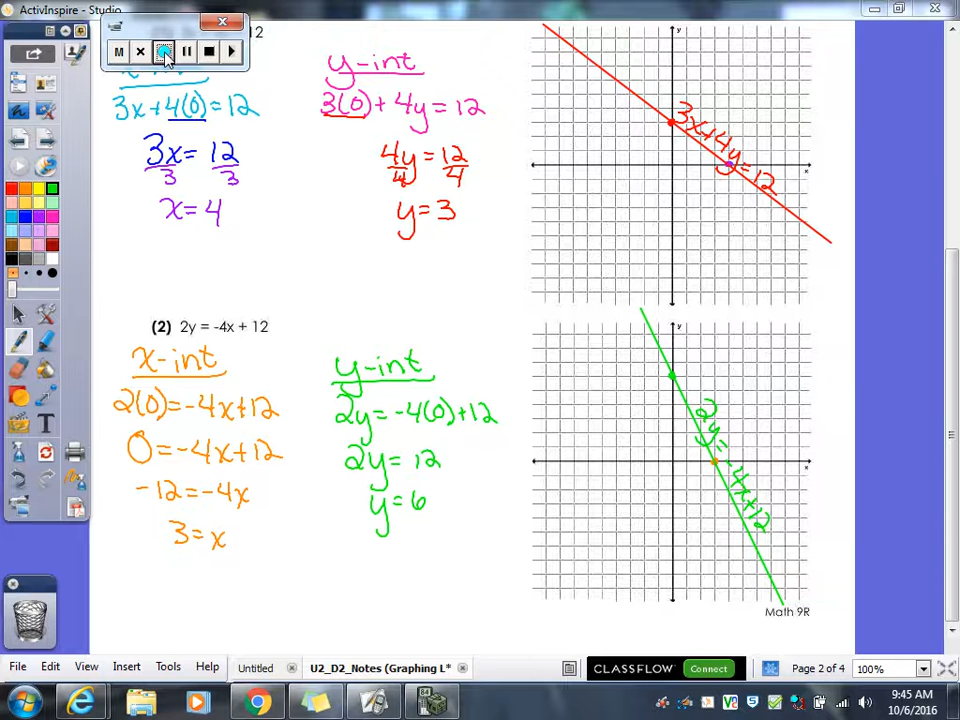 ActivInspire
12
M
y-int
3x+4(0)=12
3(0)+4y=12
3x=12
3 3
4y=12
4 4
x=4
y=3
y
3x+4y=12
x
(2) 2y = -4x + 12
x-int
2(0)=-4x+12
0=-4x+12
-12=-4x
3=x
y-int
2y=-4(0)+12
2y=12
y=6
y
2y=-4x+12
x
Math 9R
T
File Edit View Insert Tools Help Untitled U2_D2_Notes (Graphing L* CLASSFLOW Connect Page 2 of 4 100%
84
9:45 AM
10/6/2016